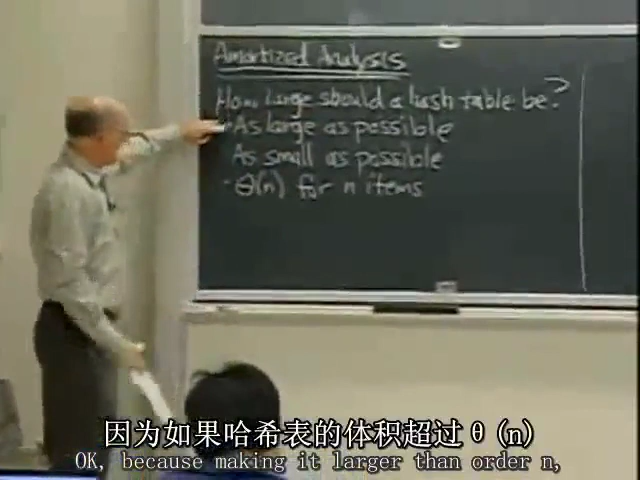 Amortized Analysis
How large should a hash table be?
- As large as possible
As small as possible
- Θ(n) for n items
因为如果哈希表的体积超过θ(n)
OK, because making it larger than order n,